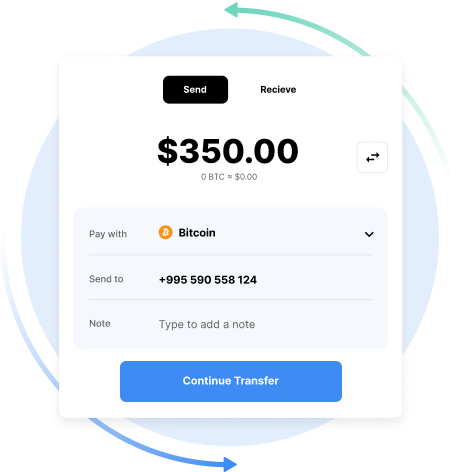 Send Recieve
$350.00
0 BTC ≈ $0.00
Pay with Bitcoin
Send to +995 590 558 124
Note Type to add a note
Continue Transfer